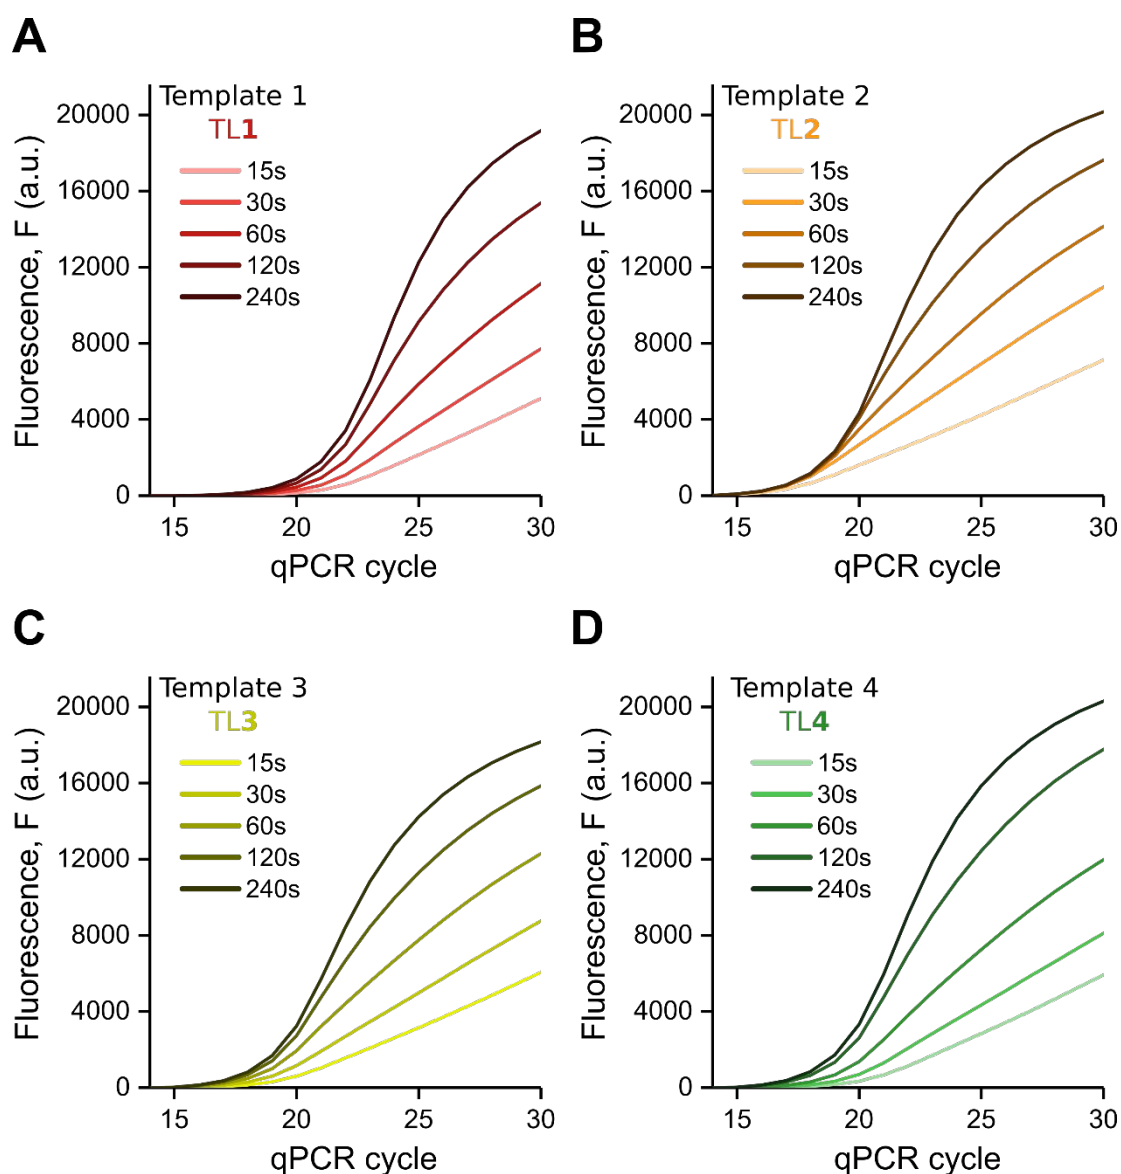 A
Template 1
TL1
15s
30s
60s
120s
240s
20000
16000
12000
8000
4000
0
Fluorescence, F (a.u.)
15 20 25 30
qPCR cycle
B
Template 2
TL2
15s
30s
60s
120s
240s
20000
16000
12000
8000
4000
0
Fluorescence, F (a.u.)
15 20 25 30
qPCR cycle
C
Template 3
TL3
15s
30s
60s
120s
240s
20000
16000
12000
8000
4000
0
Fluorescence, F (a.u.)
15 20 25 30
qPCR cycle
D
Template 4
TL4
15s
30s
60s
120s
240s
20000
16000
12000
8000
4000
0
Fluorescence, F (a.u.)
15 20 25 30
qPCR cycle